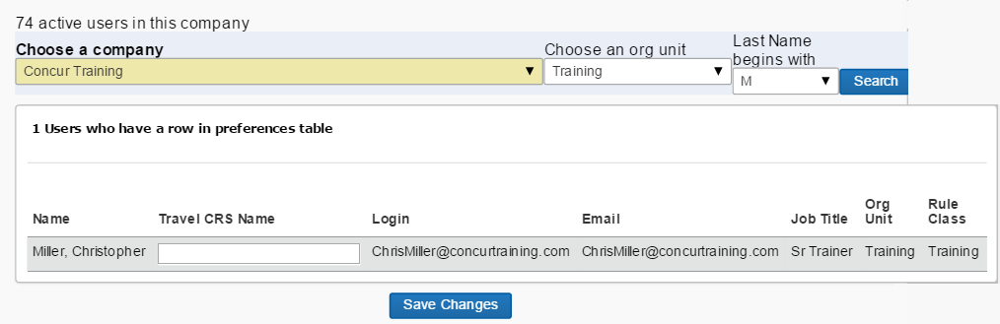 74 active users in this company
Choose a company
Choose an org unit
Last Name
begins with
Concur Training ▼
Training ▼
M ▼
Search
1 Users who have a row in preferences table
Name Travel CRS Name Login Email Job Title Org Unit Rule Class
Miller, Christopher ChrisMiller@concurtraining.com ChrisMiller@concurtraining.com Sr Trainer Training Training
Save Changes